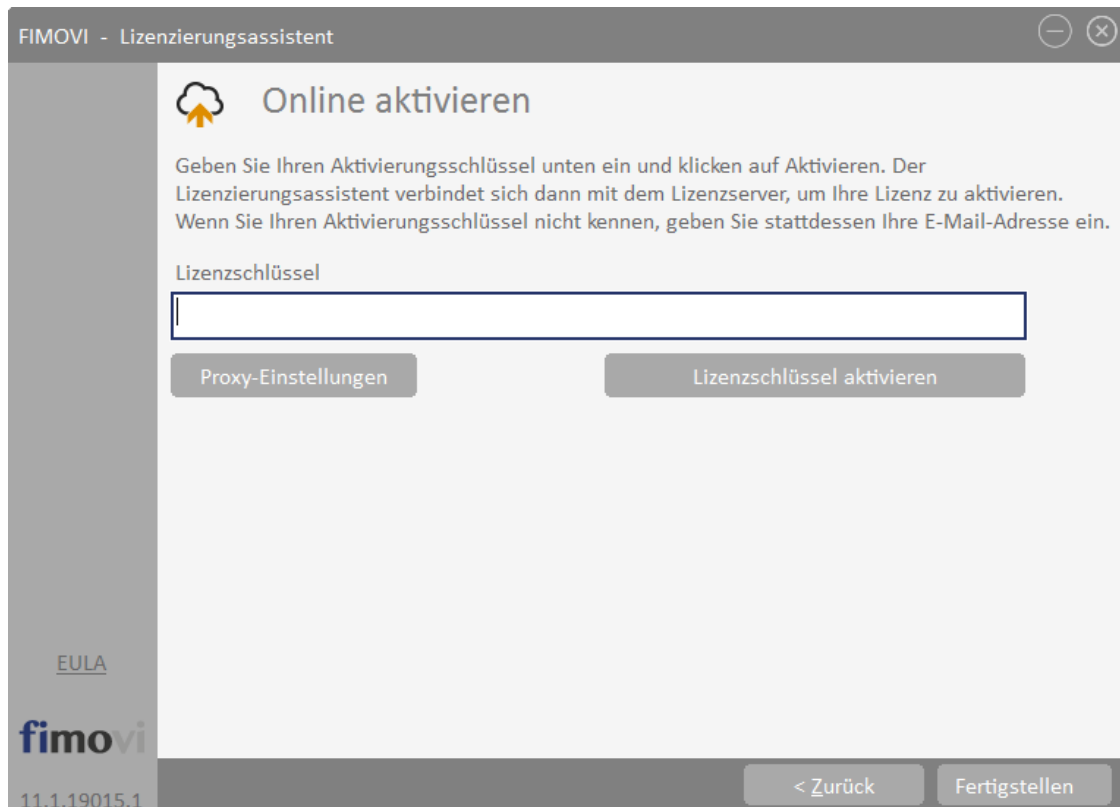 FIMOVI - Lizenzierungsassistent
Online aktivieren
Geben Sie Ihren Aktivierungsschlüssel unten ein und klicken auf Aktivieren. Der
Lizenzierungsassistent verbindet sich dann mit dem Lizenzserver, um Ihre Lizenz zu aktivieren.
Wenn Sie Ihren Aktivierungsschlüssel nicht kennen, geben Sie stattdessen Ihre E-Mail-Adresse ein.
Lizenzschlüssel
Proxy-Einstellungen
Lizenzschlüssel aktivieren
EULA
fimovi
11.1.19015.1
< Zurück
Fertigstellen